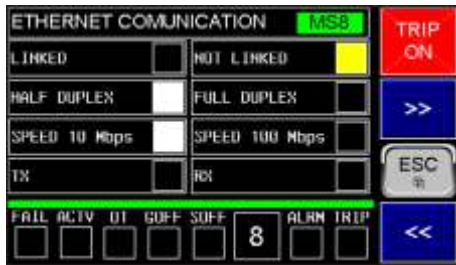 ETHERNET COMUNICATION MS8
TRIP
ON
LINKED NOT LINKED
HALF DUPLEX FULL DUPLEX
>>
SPEED 10 Mbps SPEED 100 Mbps
ESC
TX RX
FAIL ACTV OT GOFF SOFF 8 ALRN TRIP
<<